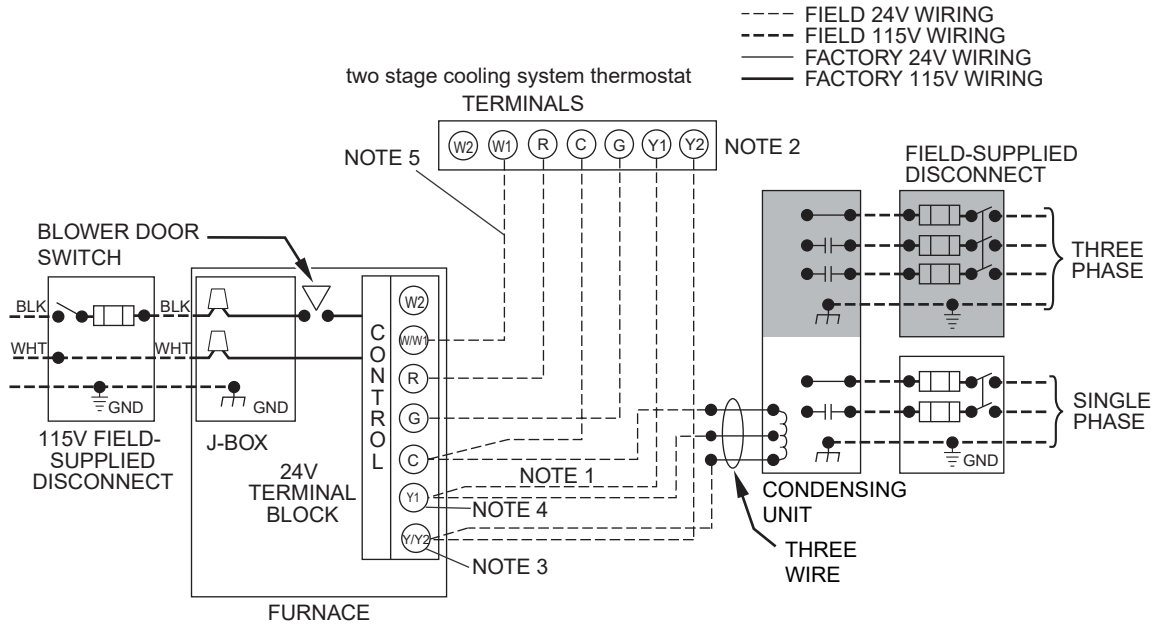 FIELD 24V WIRING
FIELD 115V WIRING
FACTORY 24V WIRING
FACTORY 115V WIRING
two stage cooling system thermostat
TERMINALS
W2 W1 R C G Y1 Y2
NOTE 2
NOTE 5
FIELD-SUPPLIED
DISCONNECT
THREE
PHASE
BLOWER DOOR
SWITCH
BLK
BLK
WHT
WHT
GND
GND
115V FIELD-
SUPPLIED
DISCONNECT
J-BOX
24V
TERMINAL
BLOCK
CONTROL
W2
W/W1
R
G
C
Y1
Y/Y2
NOTE 1
NOTE 4
NOTE 3
FURNACE
SINGLE
PHASE
GND
CONDENSING
UNIT
THREE
WIRE